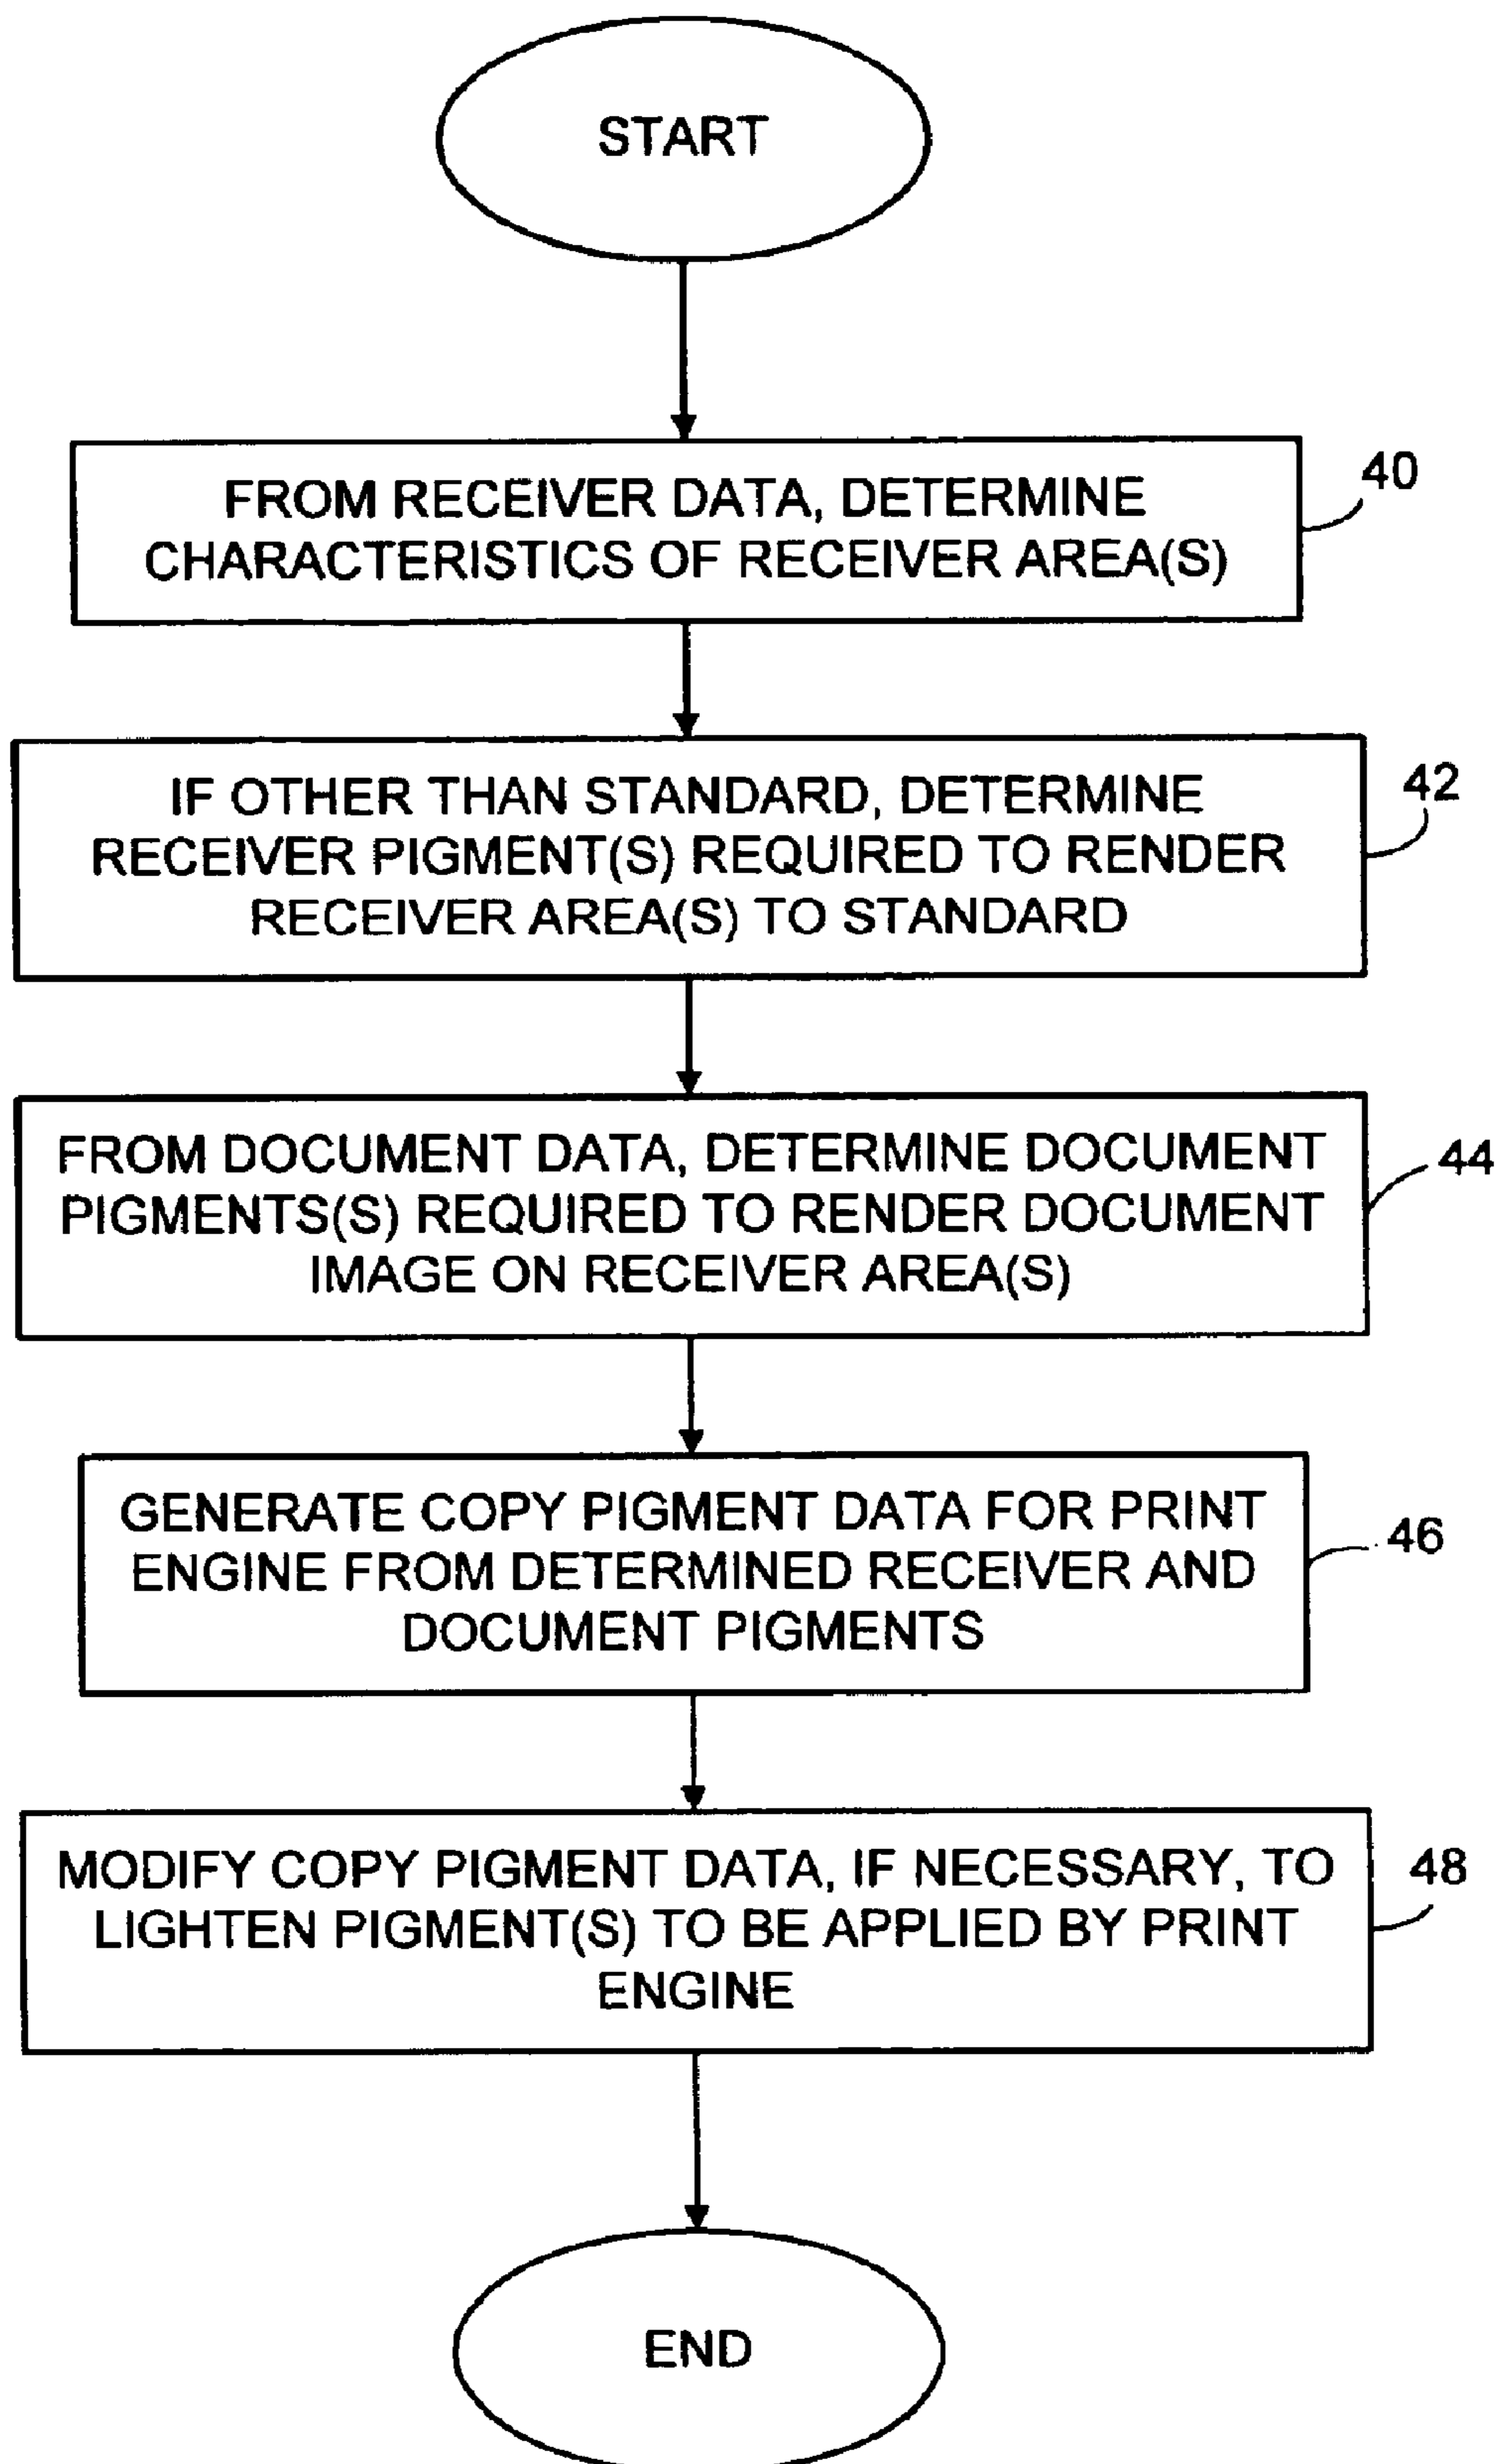 START
FROM RECEIVER DATA, DETERMINE
CHARACTERISTICS OF RECEIVER AREA(S)
40
IF OTHER THAN STANDARD, DETERMINE
RECEIVER PIGMENT(S) REQUIRED TO RENDER
RECEIVER AREA(S) TO STANDARD
42
FROM DOCUMENT DATA, DETERMINE DOCUMENT
PIGMENTS(S) REQUIRED TO RENDER DOCUMENT
IMAGE ON RECEIVER AREA(S)
44
GENERATE COPY PIGMENT DATA FOR PRINT
ENGINE FROM DETERMINED RECEIVER AND
DOCUMENT PIGMENTS
46
MODIFY COPY PIGMENT DATA, IF NECESSARY, TO
LIGHTEN PIGMENT(S) TO BE APPLIED BY PRINT
ENGINE
48
END